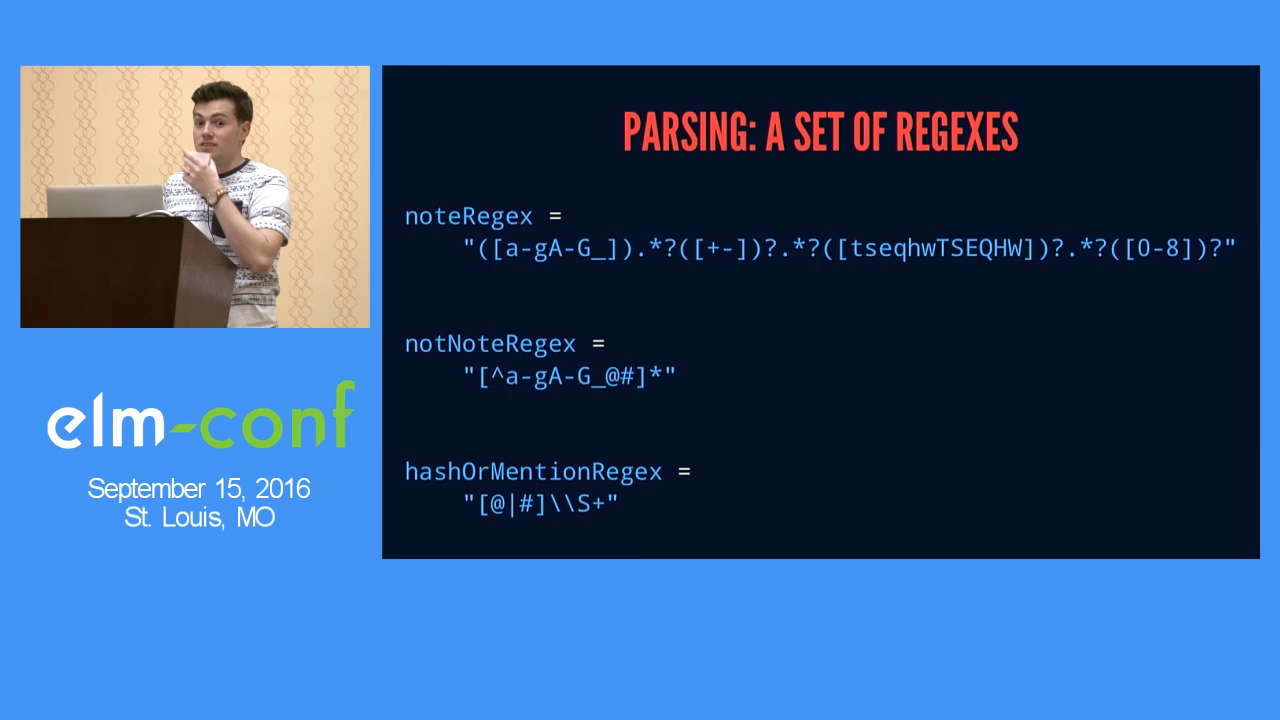 PARSING: A SET OF REGEXES
noteRegex =
"([a-gA-G_]).*?([+-])?.*?([tseqhwTSEQHW])?.*?([0-8])?"
notNoteRegex =
"[^a-gA-G_@#]*"
hashOrMentionRegex =
"[@|#]\\S+"
elm-conf
September 15, 2016
St. Louis, MO